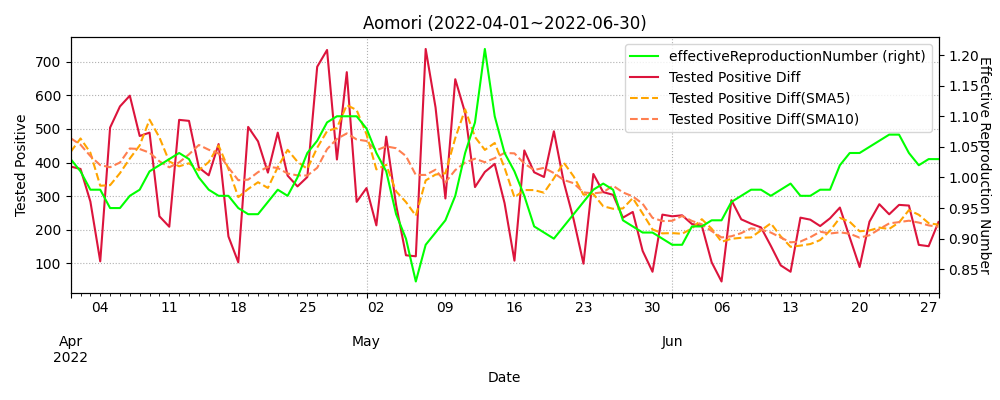 Aomori (2022-04-01~2022-06-30)
effectiveReproductionNumber (right)
Tested Positive Diff
Tested Positive Diff(SMA5)
Tested Positive Diff(SMA10)
Tested Positive
700
600
500
400
300
200
100
Effective Reproduction Number
1.20
1.15
1.10
1.05
1.00
0.95
0.90
0.85
04 11 18 25 02 09 16 23 30 06 13 20 27
Apr May Jun
2022
Date